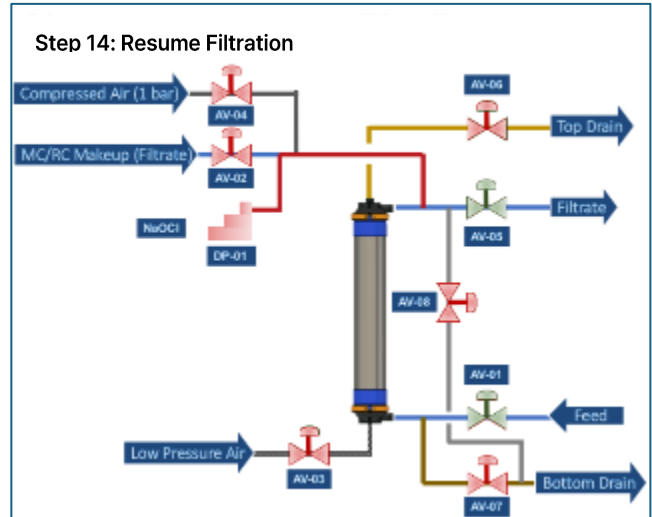 Step 14: Resume Filtration
AV-06
Compressed Air (1 bar)
AV-04
Top Drain
MC/RC Makeup (Filtrate)
AV-02
Filtrate
NaOCl
AV-05
DP-01
AV-08
AV-01
Feed
Low Pressure Air
AV-03
Bottom Drain
AV-07